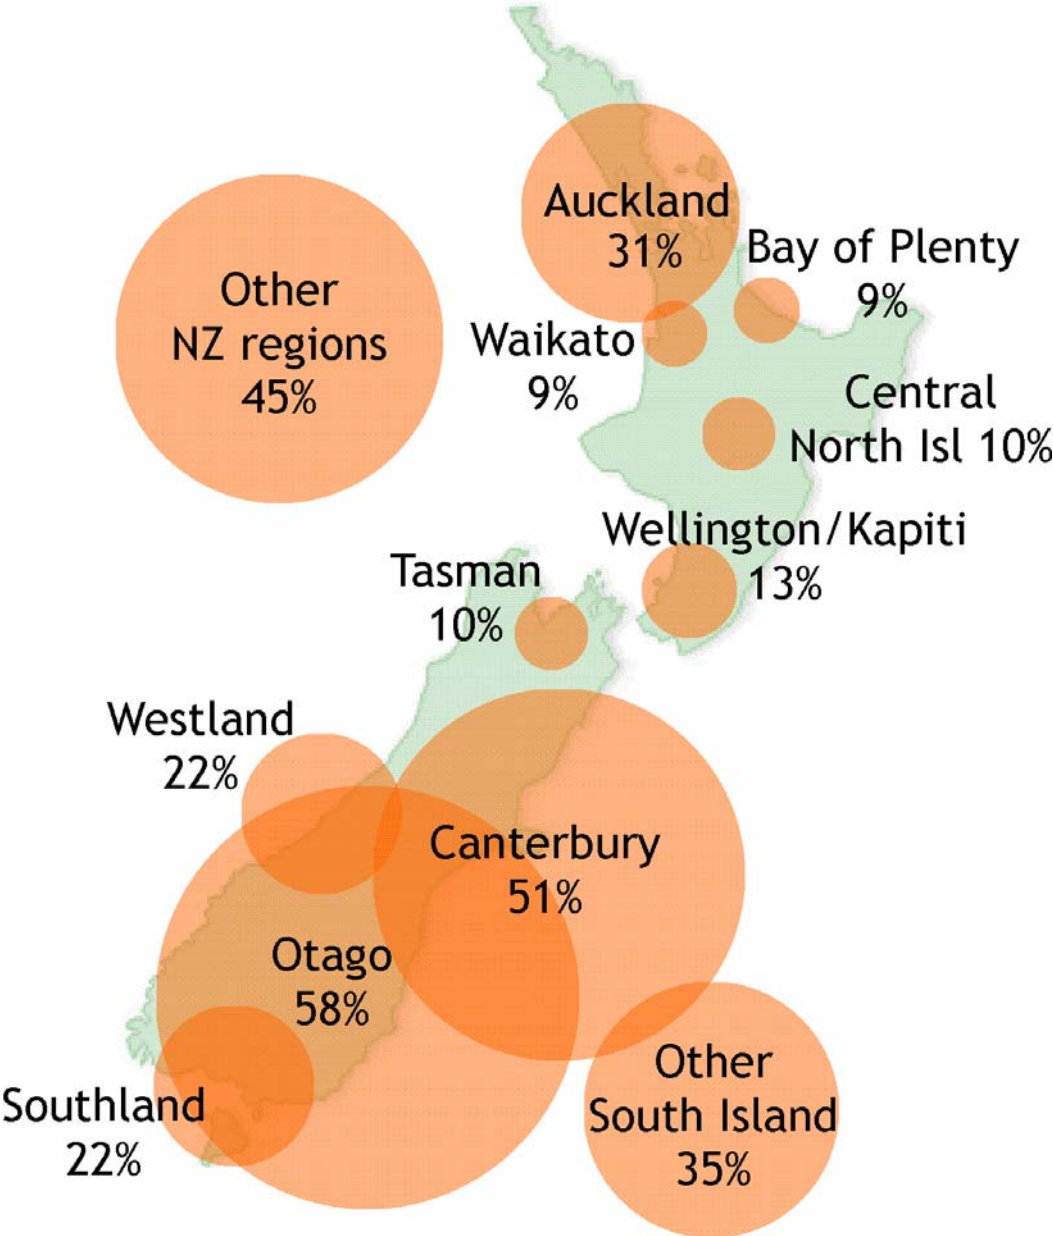 Auckland
31%
Bay of Plenty
9%
Other
NZ regions
45%
Waikato
9%
Central
North Isl 10%
Wellington/Kapiti
13%
Tasman
10%
Westland
22%
Canterbury
51%
Otago
58%
Other
South Island
35%
Southland
22%